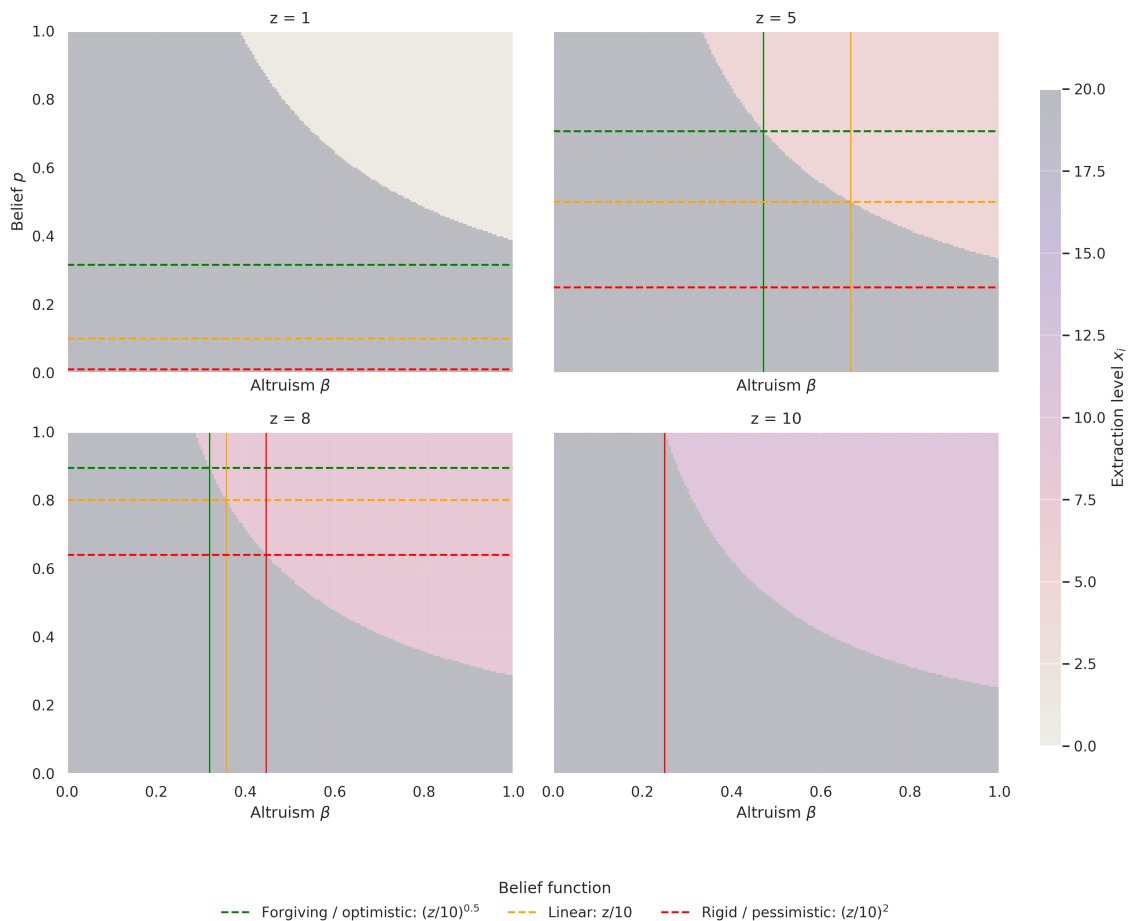 z = 1
z = 5
1.0
0.8
0.6
0.4
0.2
0.0
Belief p
Altruism β
Altruism β
z = 8
z = 10
1.0
0.8
0.6
0.4
0.2
0.0
0.0 0.2 0.4 0.6 0.8 1.0
0.0 0.2 0.4 0.6 0.8 1.0
Altruism β
Altruism β
20.0
17.5
15.0
12.5
10.0
7.5
5.0
2.5
0.0
Extraction level xᵢ
Belief function
Forgiving / optimistic: (z/10)⁰·⁵ Linear: z/10 Rigid / pessimistic: (z/10)²